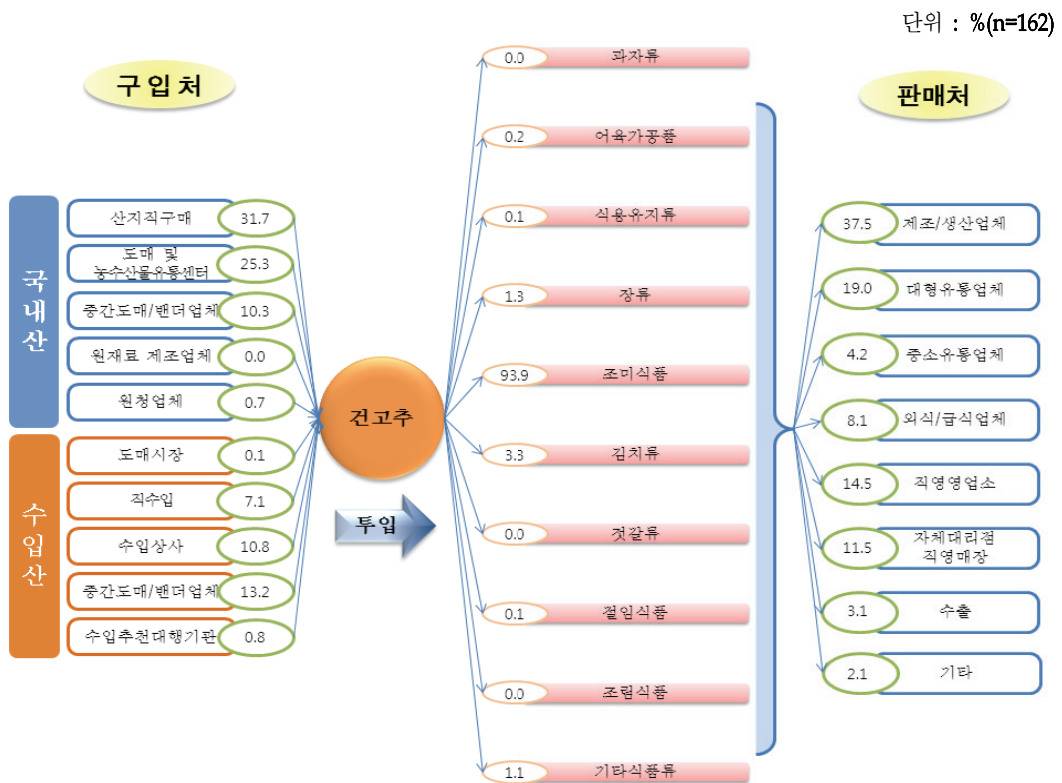 단위 : %(n=162)
구입처
판매처
국내산
산지직구매 31.7
도매 및
농수산물유통센터 25.3
중간도매/밴더업체 10.3
원재료 제조업체 0.0
원청업체 0.7
수입산
도매시장 0.1
직수입 7.1
수입상사 10.8
중간도매/밴더업체 13.2
수입추천대행기관 0.8
건고추
투입
0.0 과자류
0.2 어육가공품
0.1 식용유지류
1.3 장류
93.9 조미식품
3.3 김치류
0.0 젓갈류
0.1 절임식품
0.0 조림식품
1.1 기타식품류
37.5 제조/생산업체
19.0 대형유통업체
4.2 중소유통업체
8.1 외식/급식업체
14.5 직영영업소
11.5 자체대리점
직영매장
3.1 수출
2.1 기타